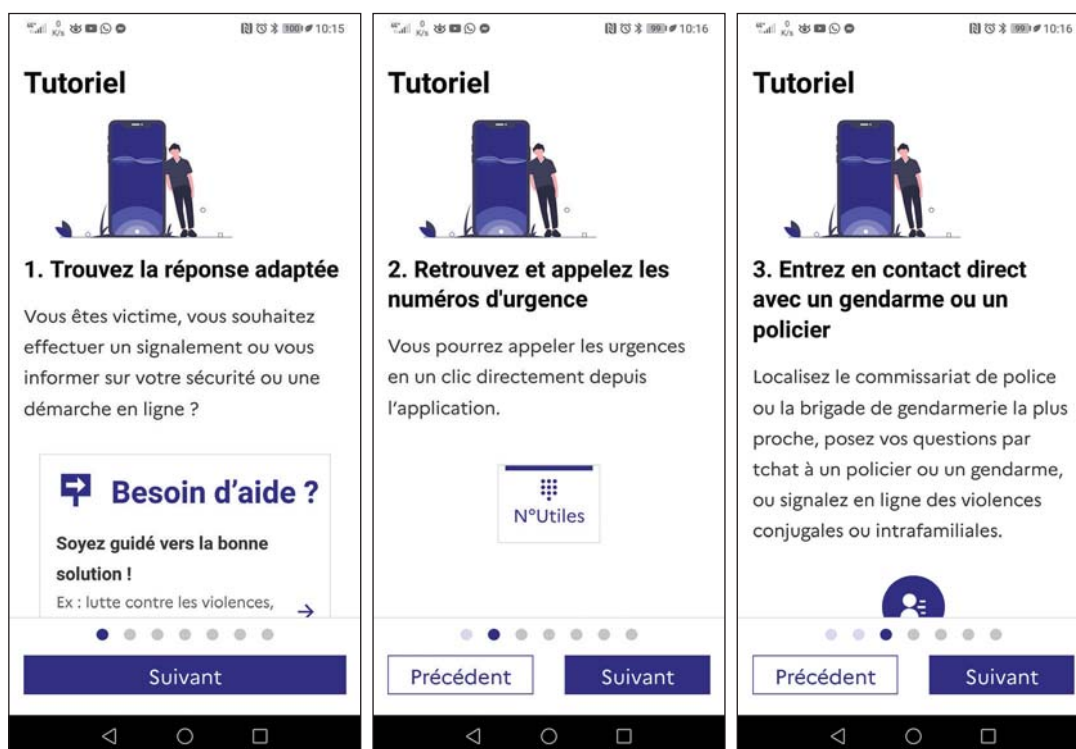 10:15
Tutoriel
1. Trouvez la réponse adaptée
Vous êtes victime, vous souhaitez
effectuer un signalement ou vous
informer sur votre sécurité ou une
démarche en ligne ?
Besoin d’aide ?
Soyez guidé vers la bonne
solution !
Ex : lutte contre les violences,
Suivant
10:16
Tutoriel
2. Retrouvez et appelez les
numéros d'urgence
Vous pourrez appeler les urgences
en un clic directement depuis
l’application.
N°Utiles
Précédent
Suivant
10:16
Tutoriel
3. Entrez en contact direct
avec un gendarme ou un
policier
Localisez le commissariat de police
ou la brigade de gendarmerie la plus
proche, posez vos questions par
tchat à un policier ou un gendarme,
ou signalez en ligne des violences
conjugales ou intrafamiliales.
Précédent
Suivant